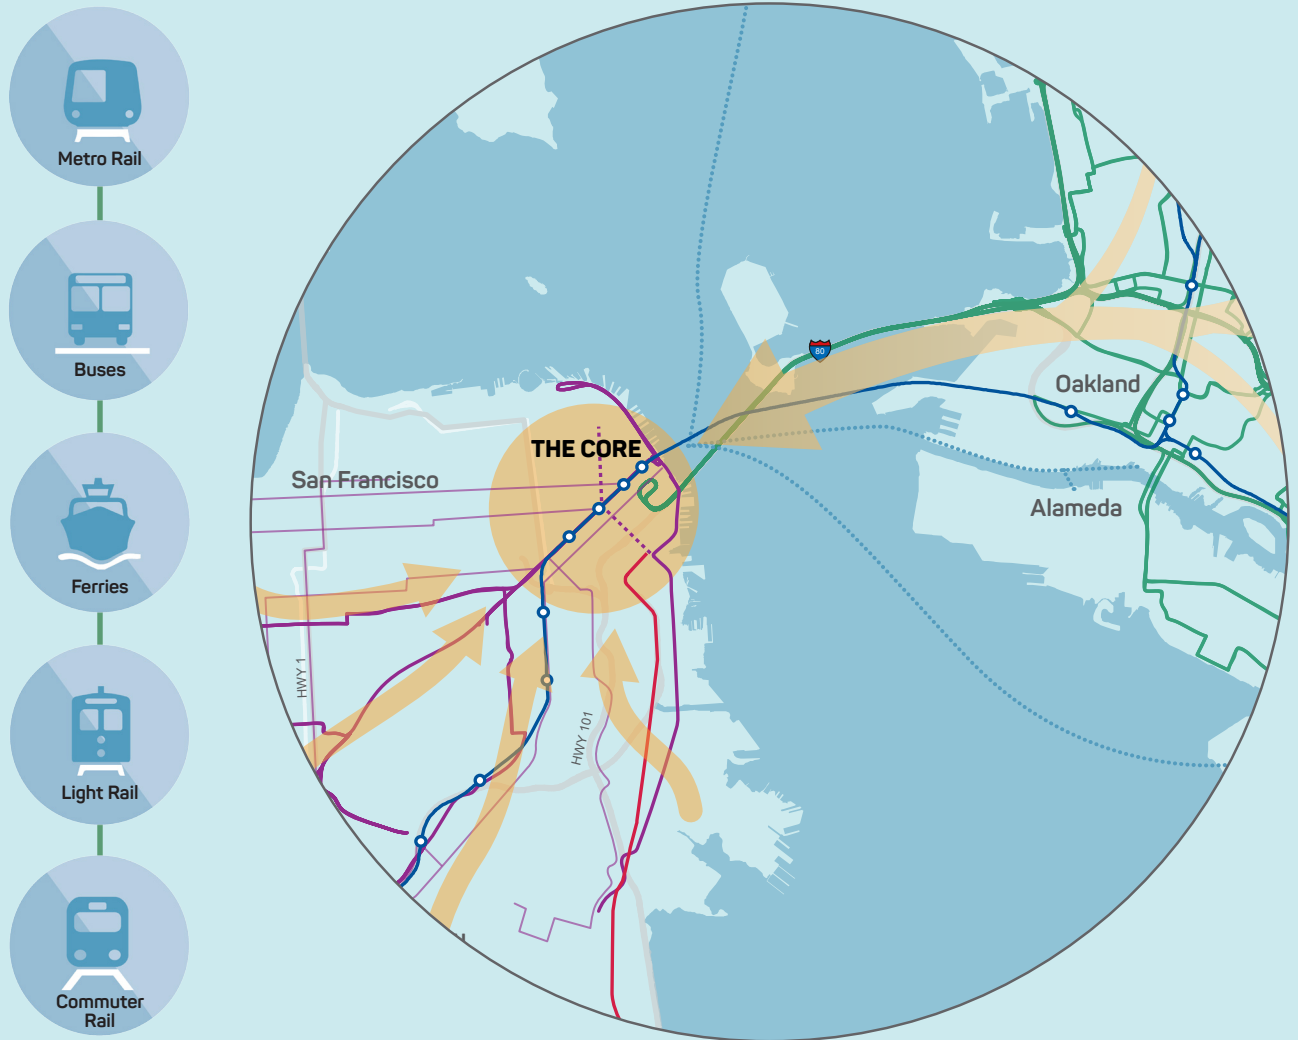 Metro Rail
Buses
Ferries
Light Rail
Commuter
Rail
80
Oakland
THE CORE
San Francisco
Alameda
HWY 1
HWY 101